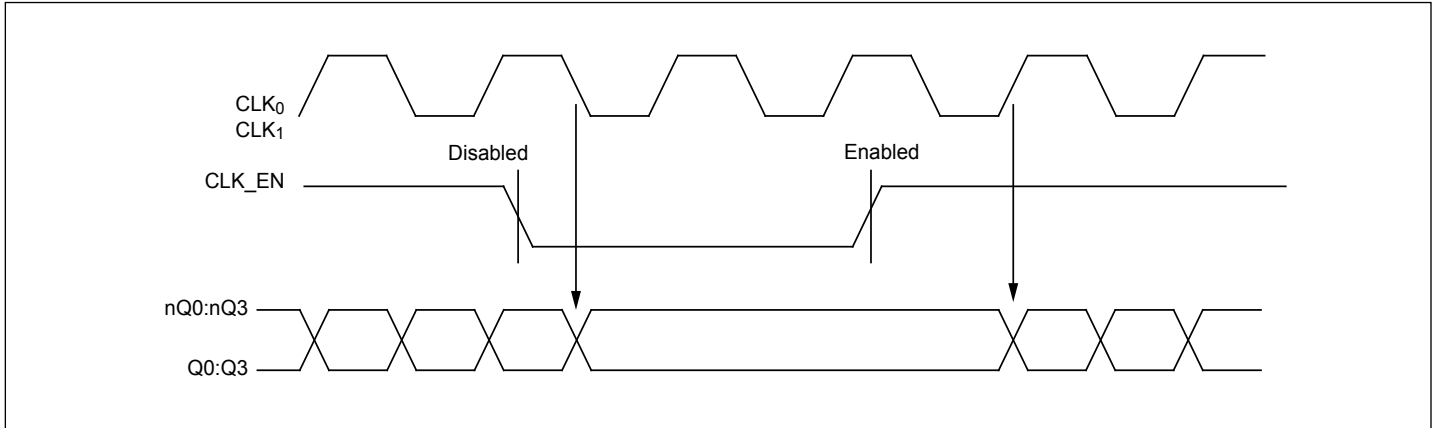 CLK0
CLK1
Disabled
Enabled
CLK_EN
nQ0:nQ3
Q0:Q3